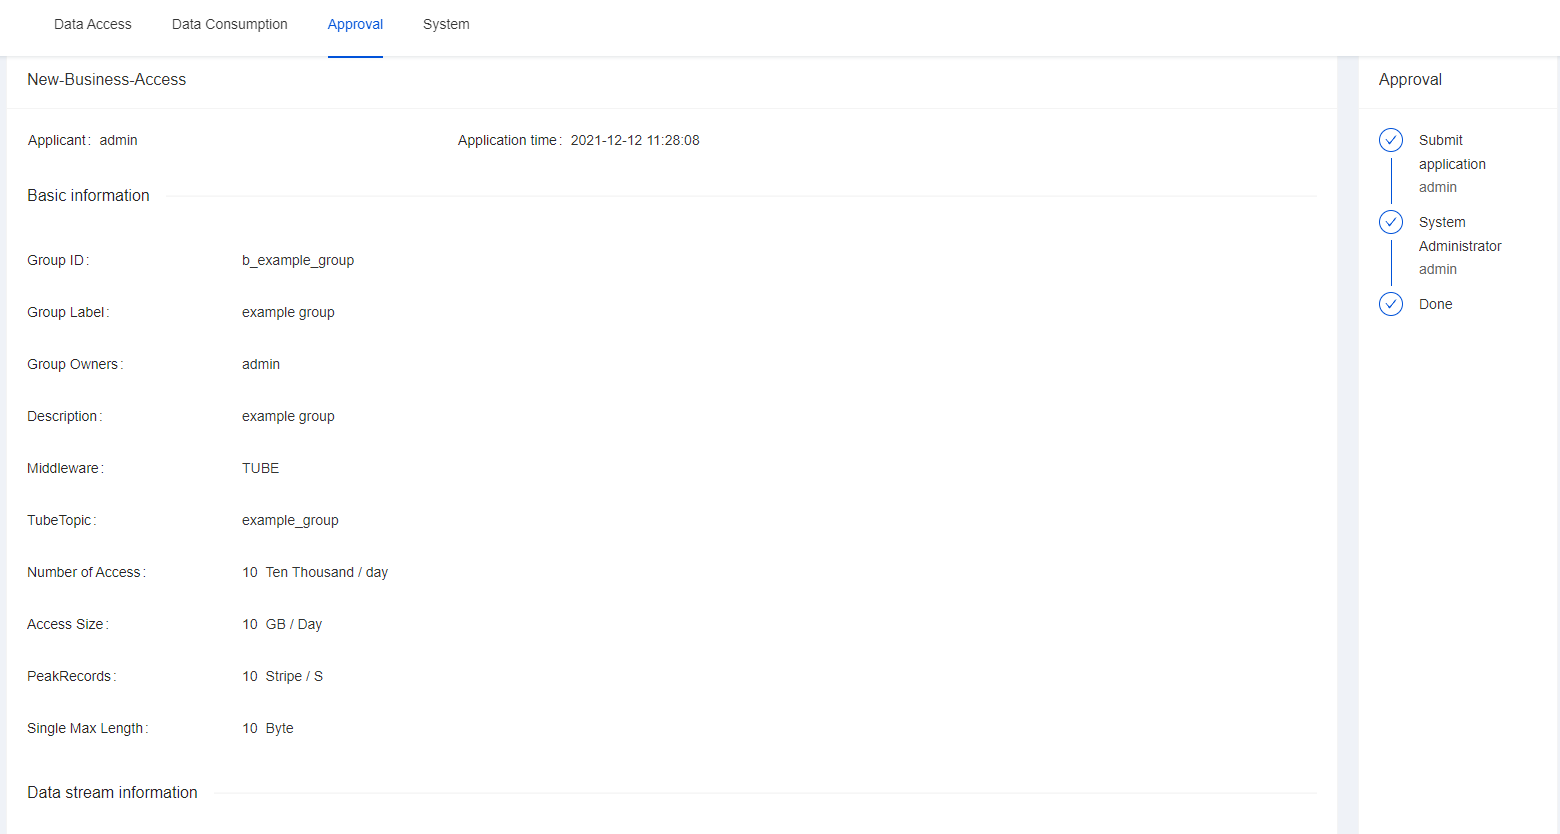 Data Access Data Consumption Approval System
New-Business-Access
Applicant: admin Application time: 2021-12-12 11:28:08
Basic information
Group ID: b_example_group
Group Label: example group
Group Owners: admin
Description: example group
Middleware: TUBE
TubeTopic: example_group
Number of Access: 10 Ten Thousand / day
Access Size: 10 GB / Day
PeakRecords: 10 Stripe / S
Single Max Length: 10 Byte
Data stream information
Approval
Submit
application
admin
System
Administrator
admin
Done